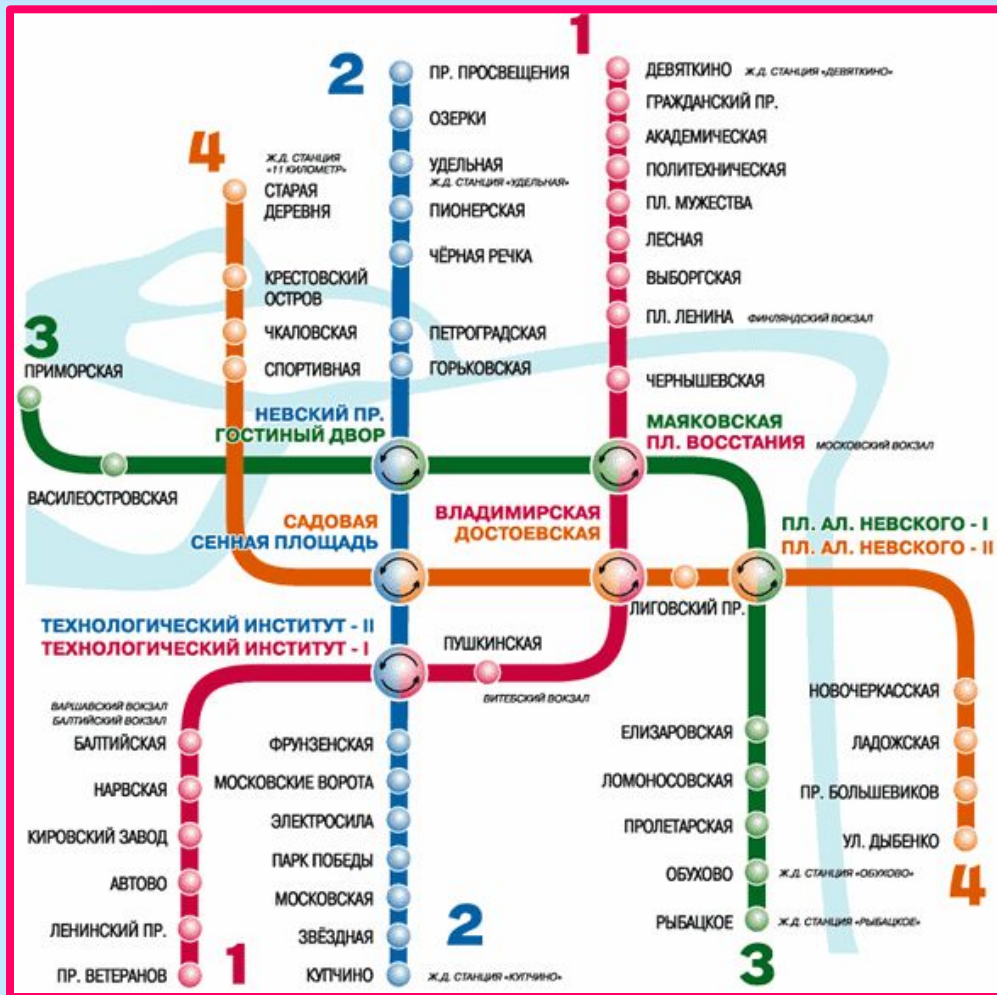 1
2
ПР. ПРОСВЕЩЕНИЯ
ОЗЕРКИ
УДЕЛЬНАЯ
Ж.Д. СТАНЦИЯ «УДЕЛЬНАЯ»
ПИОНЕРСКАЯ
ЧЁРНАЯ РЕЧКА
ПЕТРОГРАДСКАЯ
ГОРЬКОВСКАЯ
ДЕВЯТКИНО
Ж.Д. СТАНЦИЯ «ДЕВЯТКИНО»
ГРАЖДАНСКИЙ ПР.
АКАДЕМИЧЕСКАЯ
ПОЛИТЕХНИЧЕСКАЯ
ПЛ. МУЖЕСТВА
ЛЕСНАЯ
ВЫБОРГСКАЯ
ПЛ. ЛЕНИНА
ФИНЛЯНДСКИЙ ВОКЗАЛ
ЧЕРНЫШЕВСКАЯ
4
Ж.Д. СТАНЦИЯ
«11 КИЛОМЕТР»
СТАРАЯ
ДЕРЕВНЯ
КРЕСТОВСКИЙ
ОСТРОВ
ЧКАЛОВСКАЯ
СПОРТИВНАЯ
3
ПРИМОРСКАЯ
ВАСИЛЕОСТРОВСКАЯ
НЕВСКИЙ ПР.
ГОСТИНЫЙ ДВОР
МАЯКОВСКАЯ
ПЛ. ВОССТАНИЯ
МОСКОВСКИЙ ВОКЗАЛ
САДОВАЯ
СЕННАЯ ПЛОЩАДЬ
ВЛАДИМИРСКАЯ
ДОСТОЕВСКАЯ
ПЛ. АЛ. НЕВСКОГО - I
ПЛ. АЛ. НЕВСКОГО - II
ЛИГОВСКИЙ ПР.
ТЕХНОЛОГИЧЕСКИЙ ИНСТИТУТ - II
ТЕХНОЛОГИЧЕСКИЙ ИНСТИТУТ - I
ПУШКИНСКАЯ
ВИТЕБСКИЙ ВОКЗАЛ
ВАРШАВСКИЙ ВОКЗАЛ
БАЛТИЙСКИЙ ВОКЗАЛ
БАЛТИЙСКАЯ
НАРВСКАЯ
КИРОВСКИЙ ЗАВОД
АВТОВО
ЛЕНИНСКИЙ ПР.
ПР. ВЕТЕРАНОВ
1
ФРУНЗЕНСКАЯ
МОСКОВСКИЕ ВОРОТА
ЭЛЕКТРОСИЛА
ПАРК ПОБЕДЫ
МОСКОВСКАЯ
ЗВЁЗДНАЯ
КУПЧИНО
Ж.Д. СТАНЦИЯ «КУПЧИНО»
2
ЕЛИЗАРОВСКАЯ
ЛОМОНОСОВСКАЯ
ПРОЛЕТАРСКАЯ
ОБУХОВО
Ж.Д. СТАНЦИЯ «ОБУХОВО»
РЫБАЦКОЕ
Ж.Д. СТАНЦИЯ «РЫБАЦКОЕ»
3
НОВОЧЕРКАССКАЯ
ЛАДОЖСКАЯ
ПР. БОЛЬШЕВИКОВ
УЛ. ДЫБЕНКО
4